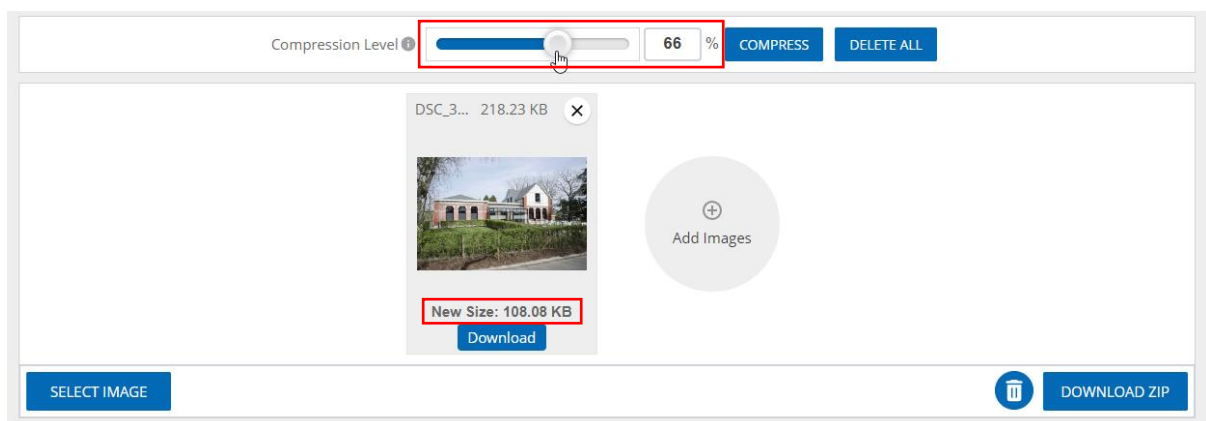 Compression Level 66 % COMPRESS DELETE ALL
DSC_3... 218.23 KB
Add Images
New Size: 108.08 KB
Download
SELECT IMAGE DOWNLOAD ZIP